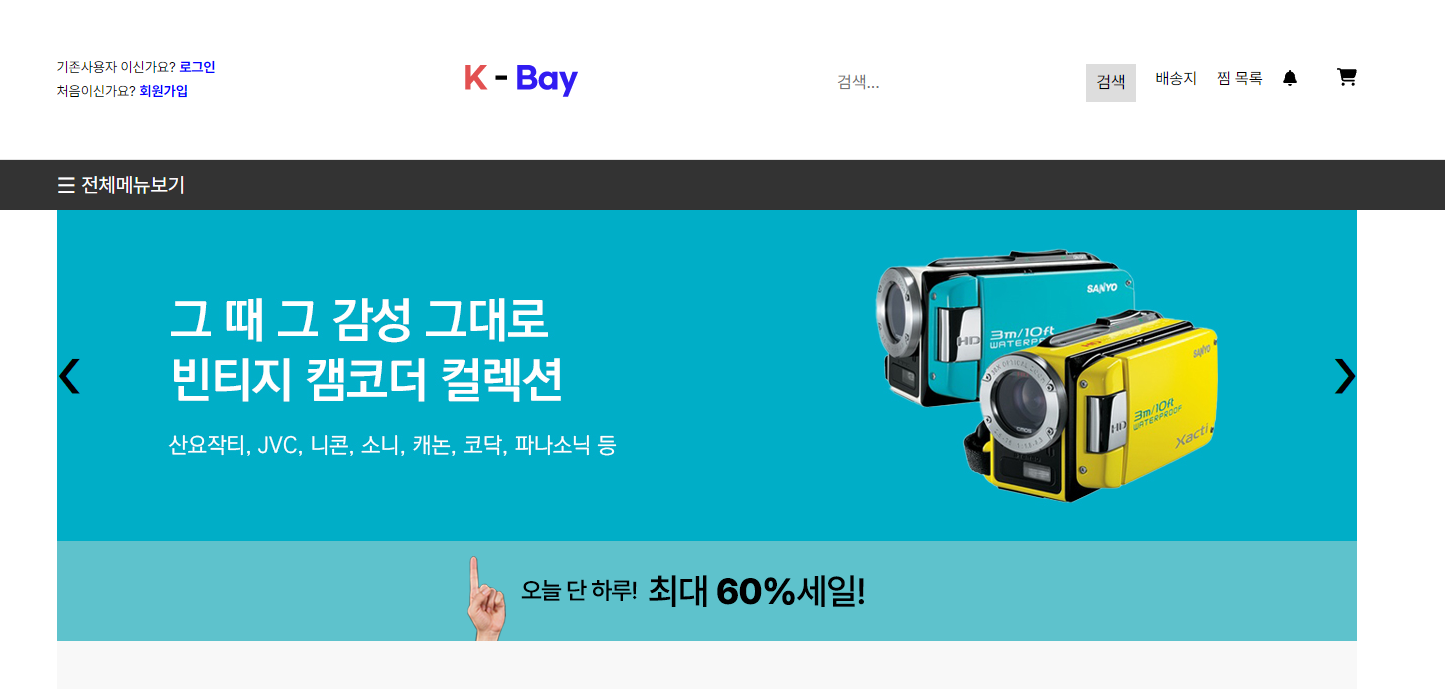 기존사용자 이신가요? 로그인
처음이신가요? 회원가입
K - Bay
검색...
검색
배송지
찜 목록
☰ 전체메뉴보기
그 때 그 감성 그대로
빈티지 캠코더 컬렉션
산요작티, JVC, 니콘, 소니, 캐논, 코닥, 파나소닉 등
SANYO
HD
3m/10ft
WATERPROOF
SANYO
HD
3m/10ft
WATERPROOF
Xacti
오늘 단 하루! 최대 60%세일!